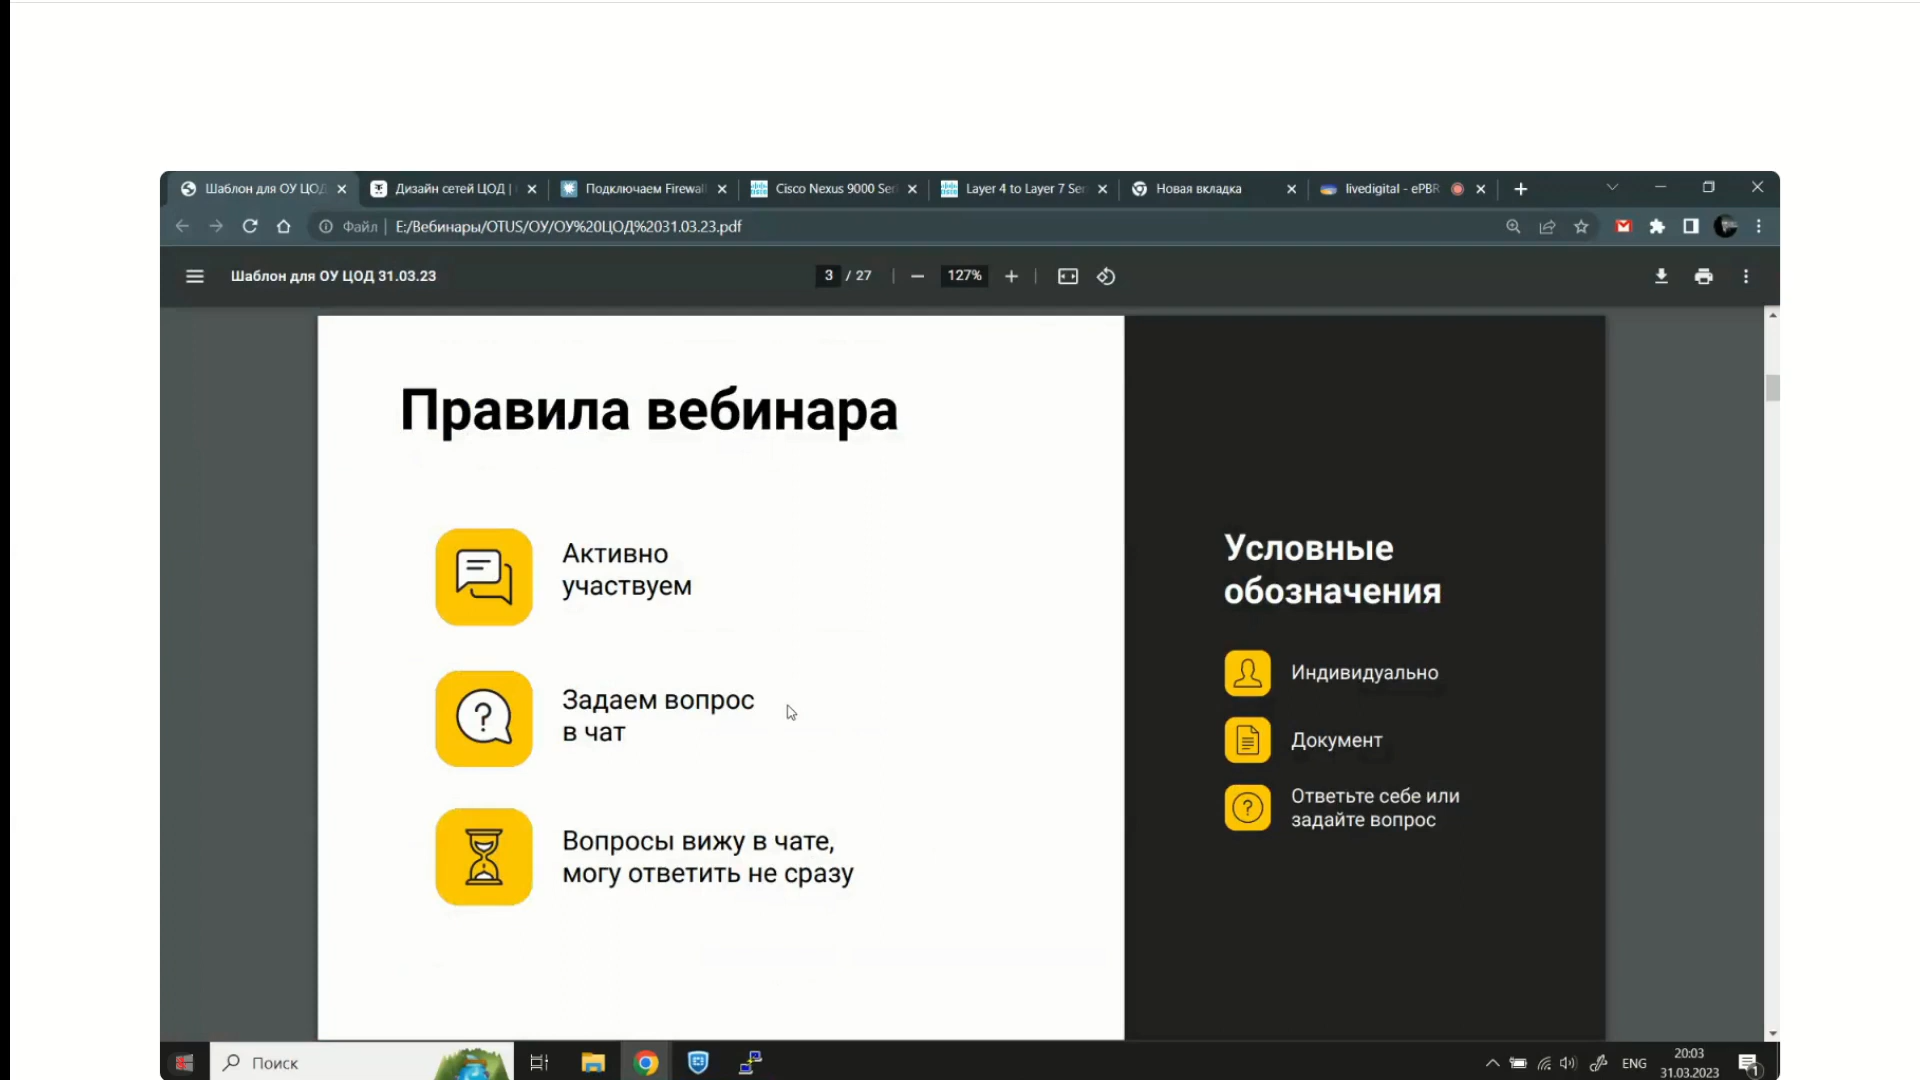 Шаблон для ОУ ЦОД
Дизайн сетей ЦОД |
Подключаем Firewal
Cisco Nexus 9000 Ser
Layer 4 to Layer 7 Ser
Новая вкладка
livedigital - ePBR
Файл | E:/Вебинары/OTUS/ОУ/ОУ%20ЦОД%2031.03.23.pdf
Шаблон для ОУ ЦОД 31.03.23
3 / 27
127%
Правила вебинара
Активно
участвуем
Задаем вопрос
в чат
Вопросы вижу в чате,
могу ответить не сразу
Условные
обозначения
Индивидуально
Документ
Ответьте себе или
задайте вопрос
Поиск
ENG
20:03
31.03.2023
1